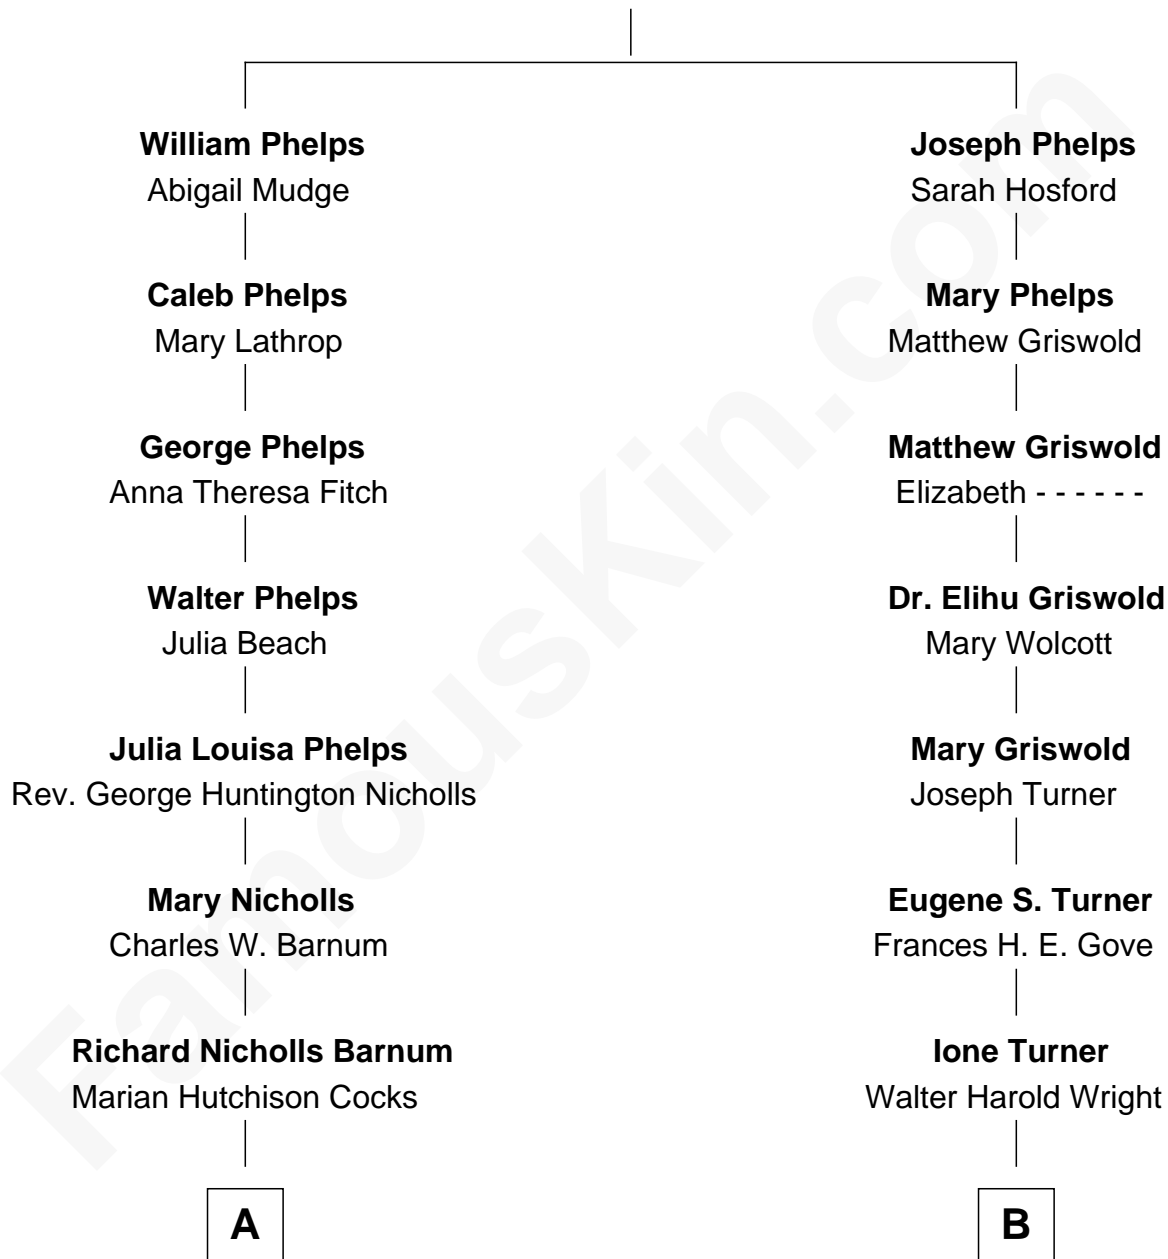 William Phelps
Abigail Mudge
Joseph Phelps
Sarah Hosford
Caleb Phelps
Mary Lathrop
Mary Phelps
Matthew Griswold
George Phelps
Anna Theresa Fitch
Matthew Griswold
Elizabeth - - - - - -
Walter Phelps
Julia Beach
Dr. Elihu Griswold
Mary Wolcott
Julia Louisa Phelps
Rev. George Huntington Nicholls
Mary Griswold
Joseph Turner
Mary Nicholls
Charles W. Barnum
Eugene S. Turner
Frances H. E. Gove
Richard Nicholls Barnum
Marian Hutchison Cocks
Ione Turner
Walter Harold Wright
A
B
FamousKin.com